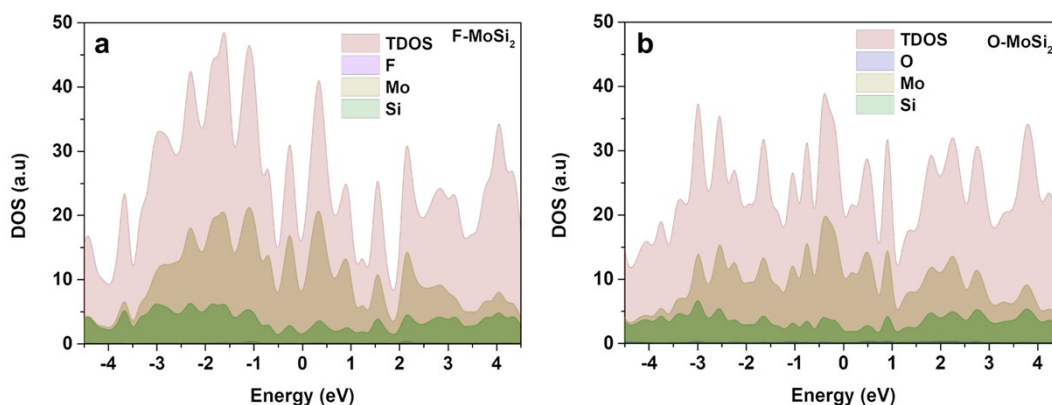 a
F-MoSi₂
TDOS
F
Mo
Si
DOS (a.u)
50
40
30
20
10
0
-4 -3 -2 -1 0 1 2 3 4
Energy (eV)
b
O-MoSi₂
TDOS
O
Mo
Si
DOS (a.u)
50
40
30
20
10
0
-4 -3 -2 -1 0 1 2 3 4
Energy (eV)